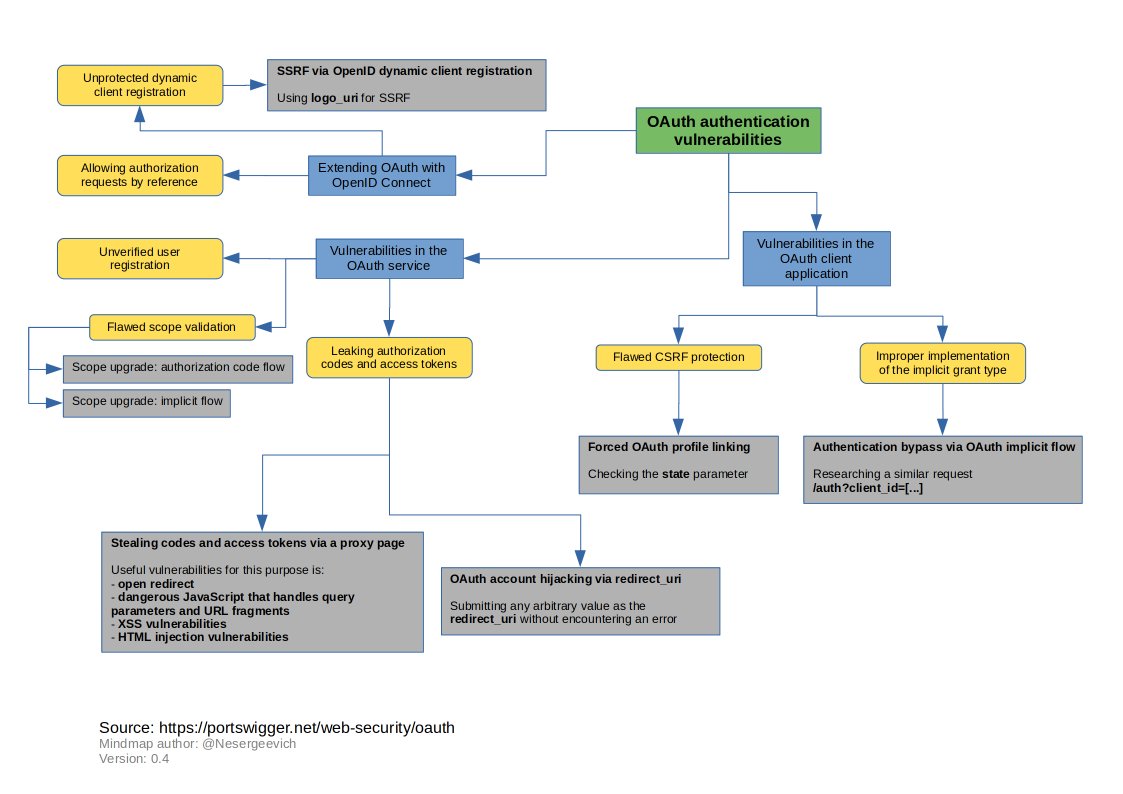 Unprotected dynamic
client registration
SSRF via OpenID dynamic client registration
Using logo_uri for SSRF
OAuth authentication
vulnerabilities
Allowing authorization
requests by reference
Extending OAuth with
OpenID Connect
Unverified user
registration
Vulnerabilities in the
OAuth service
Vulnerabilities in the
OAuth client
application
Flawed scope validation
Scope upgrade: authorization code flow
Scope upgrade: implicit flow
Leaking authorization
codes and access tokens
Flawed CSRF protection
Improper implementation
of the implicit grant type
Forced OAuth profile linking
Checking the state parameter
Authentication bypass via OAuth implicit flow
Researching a similar request
/auth?client_id=[...]
Stealing codes and access tokens via a proxy page
Useful vulnerabilities for this purpose is:
- open redirect
- dangerous JavaScript that handles query
parameters and URL fragments
- XSS vulnerabilities
- HTML injection vulnerabilities
OAuth account hijacking via redirect_uri
Submitting any arbitrary value as the
redirect_uri without encountering an error
Source: https://portswigger.net/web-security/oauth
Mindmap author: @Nesergeevich
Version: 0.4